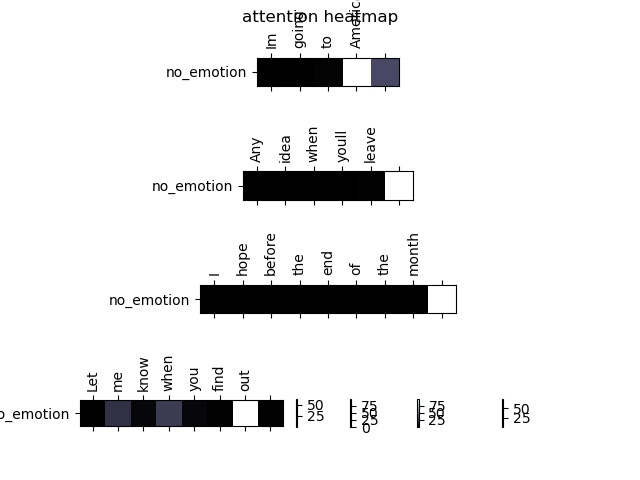 attention heatmap
Im going to America
no_emotion
Any idea when youll leave
no_emotion
I hope before the end of the month
no_emotion
Let me know when you find out
no_emotion
50 75 75 50
25 50 50 25
25 25
0